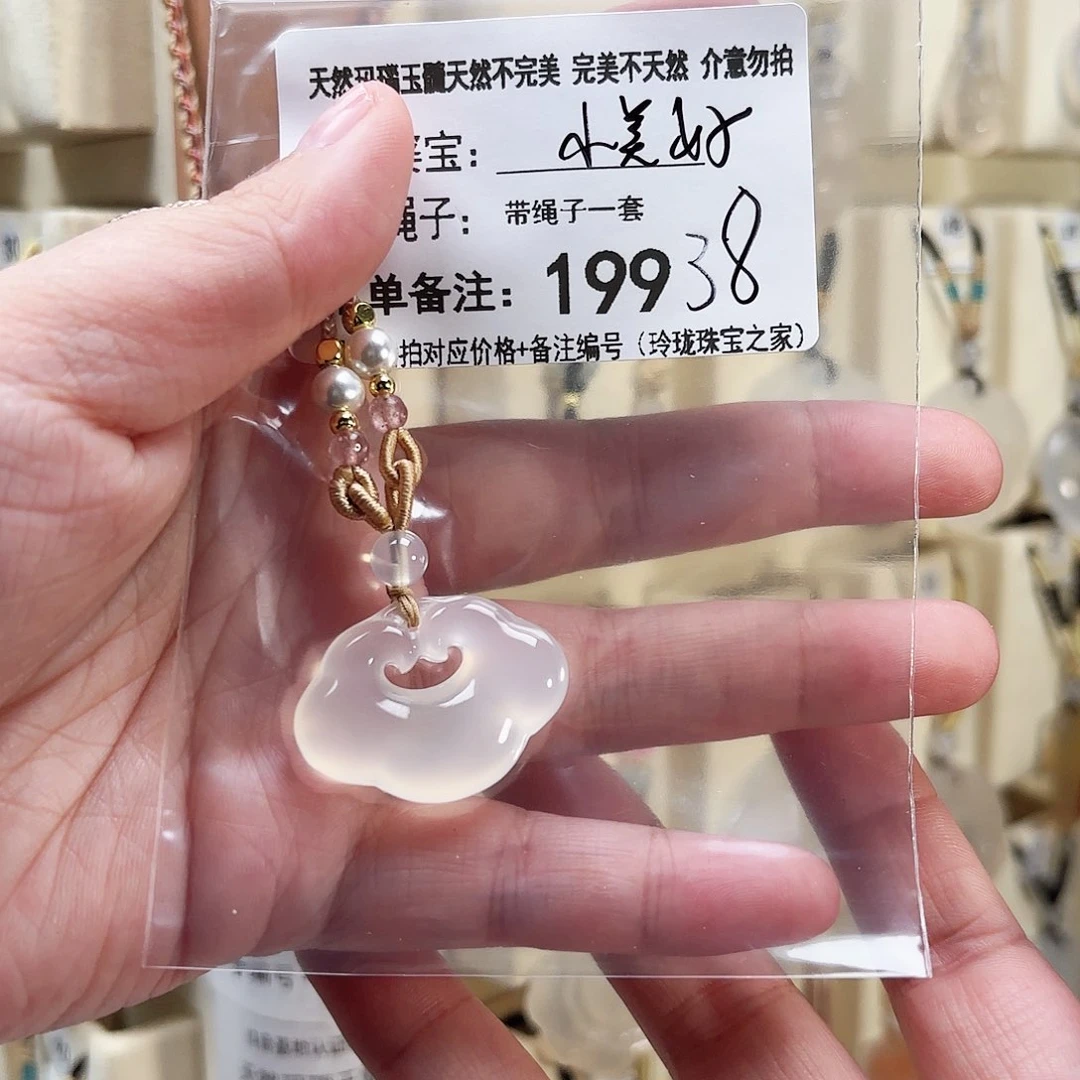 天然玛瑙玉髓天然不完美 完美不天然 介意勿拍
宝: 小美好
绳子: 带绳子一套
单备注: 19938
拍对应价格+备注编号(玲珑珠宝之家)